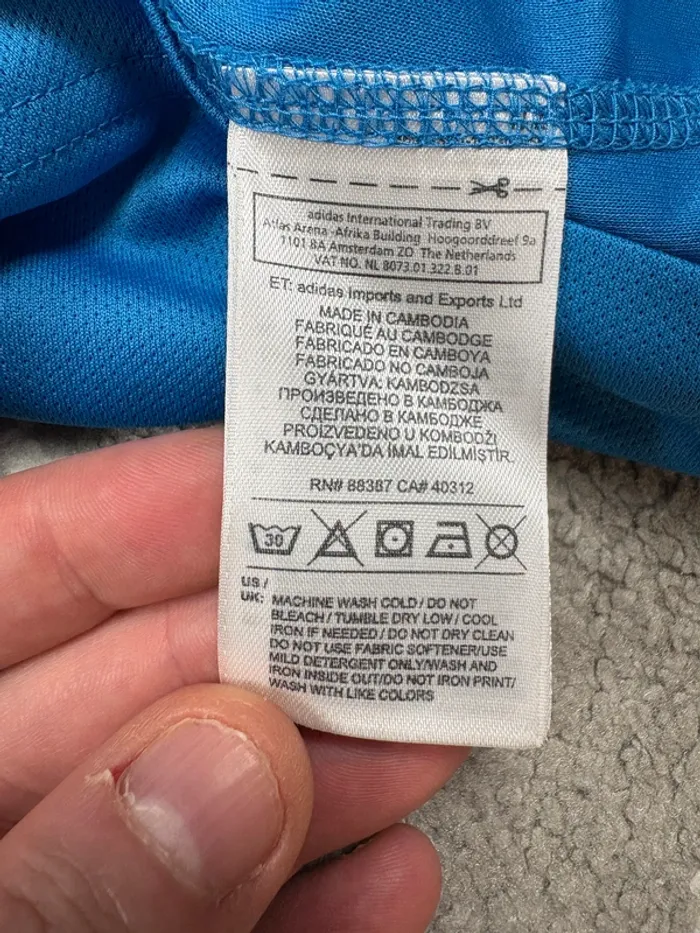 adidas International Trading BV
Atlas Arena -Afrika Building Hoogoorddreef 9a
1101 BA Amsterdam ZO The Netherlands
VAT NO. NL 8073.01.322.B.01
ET: adidas Imports and Exports Ltd
MADE IN CAMBODIA
FABRIQUÉ AU CAMBODGE
FABRICADO EN CAMBOYA
FABRICADO NO CAMBOJA
GYÁRTVA: KAMBODZSA
ПРОИЗВЕДЕНО В КАМБОДЖА
СДЕЛАНО В КАМБОДЖЕ
PROIZVEDENO U KOMBODŽI
KAMBOÇYA'DA İMAL EDİLMİŞTİR.
RN# 88387 CA# 40312
30
US /
UK: MACHINE WASH COLD/ DO NOT
BLEACH / TUMBLE DRY LOW / COOL
IRON IF NEEDED / DO NOT DRY CLEAN
DO NOT USE FABRIC SOFTENER/USE
MILD DETERGENT ONLY/WASH AND
IRON INSIDE OUT/DO NOT IRON PRINT/
WASH WITH LIKE COLORS